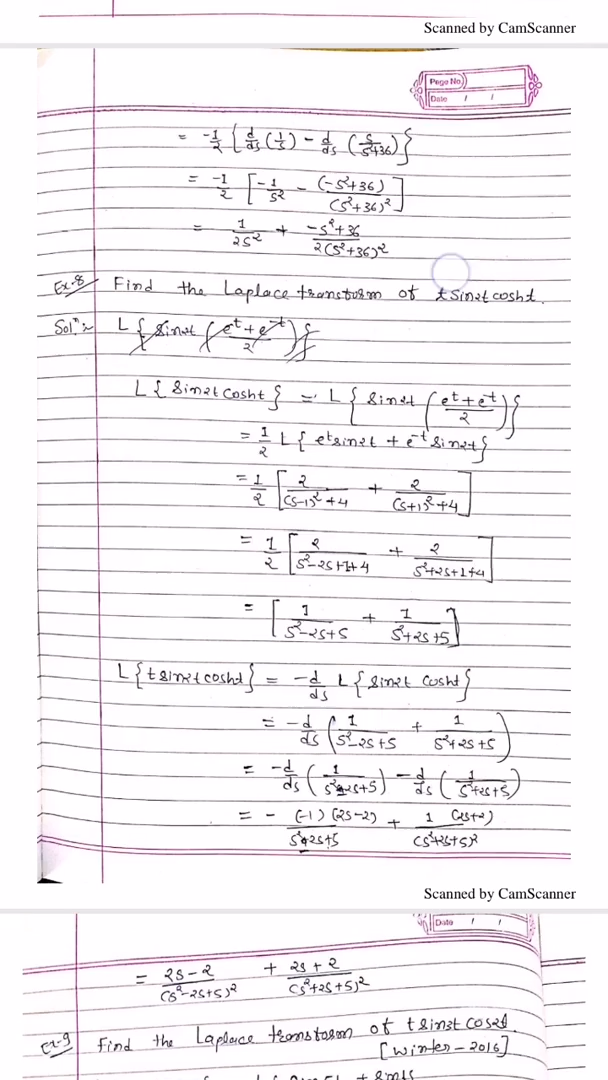 Scanned by CamScanner
Page No
Date / /
= -1/2 { d/ds (1/s) - d/ds (s/s²+36) }
= -1/2 [ -1/s² - (-s²+36)/(s²+36)² ]
= 1/2s² + -s²+36/2(s²+36)²
Ex-8 Find the Laplace transtorm of tsin2t cosht.
Solⁿ:~ L { sin2t ( eᵗ+e⁻ᵗ/2 ) }
L { sin2t cosht } = L { sin2t ( eᵗ+e⁻ᵗ/2 ) }
= 1/2 L { eᵗsin2t + e⁻ᵗ sin2t }
= 1/2 [ 2/(s-1)²+4 + 2/(s+1)²+4 ]
= 1/2 [ 2/s²-2s+1+4 + 2/s²+2s+1+4 ]
= [ 1/s²-2s+5 + 1/s²+2s+5 ]
L { t sin2t cosht } = -d/ds L { sin2t cosht }
= -d/ds ( 1/s²-2s+5 + 1/s²+2s+5 )
= -d/ds ( 1/s²-2s+5 ) - d/ds ( 1/s²+2s+5 )
= - (-1) (2s-2)/s²-2s+5 + 1 (2s+2)/(s²+2s+5)²
Scanned by CamScanner
Date / /
= 2s-2/(s²-2s+5)² + 2s+2/(s²+2s+5)²
Ex-9 Find the Laplace transtorm of t sin3t cos2t.
[Winter-2016]